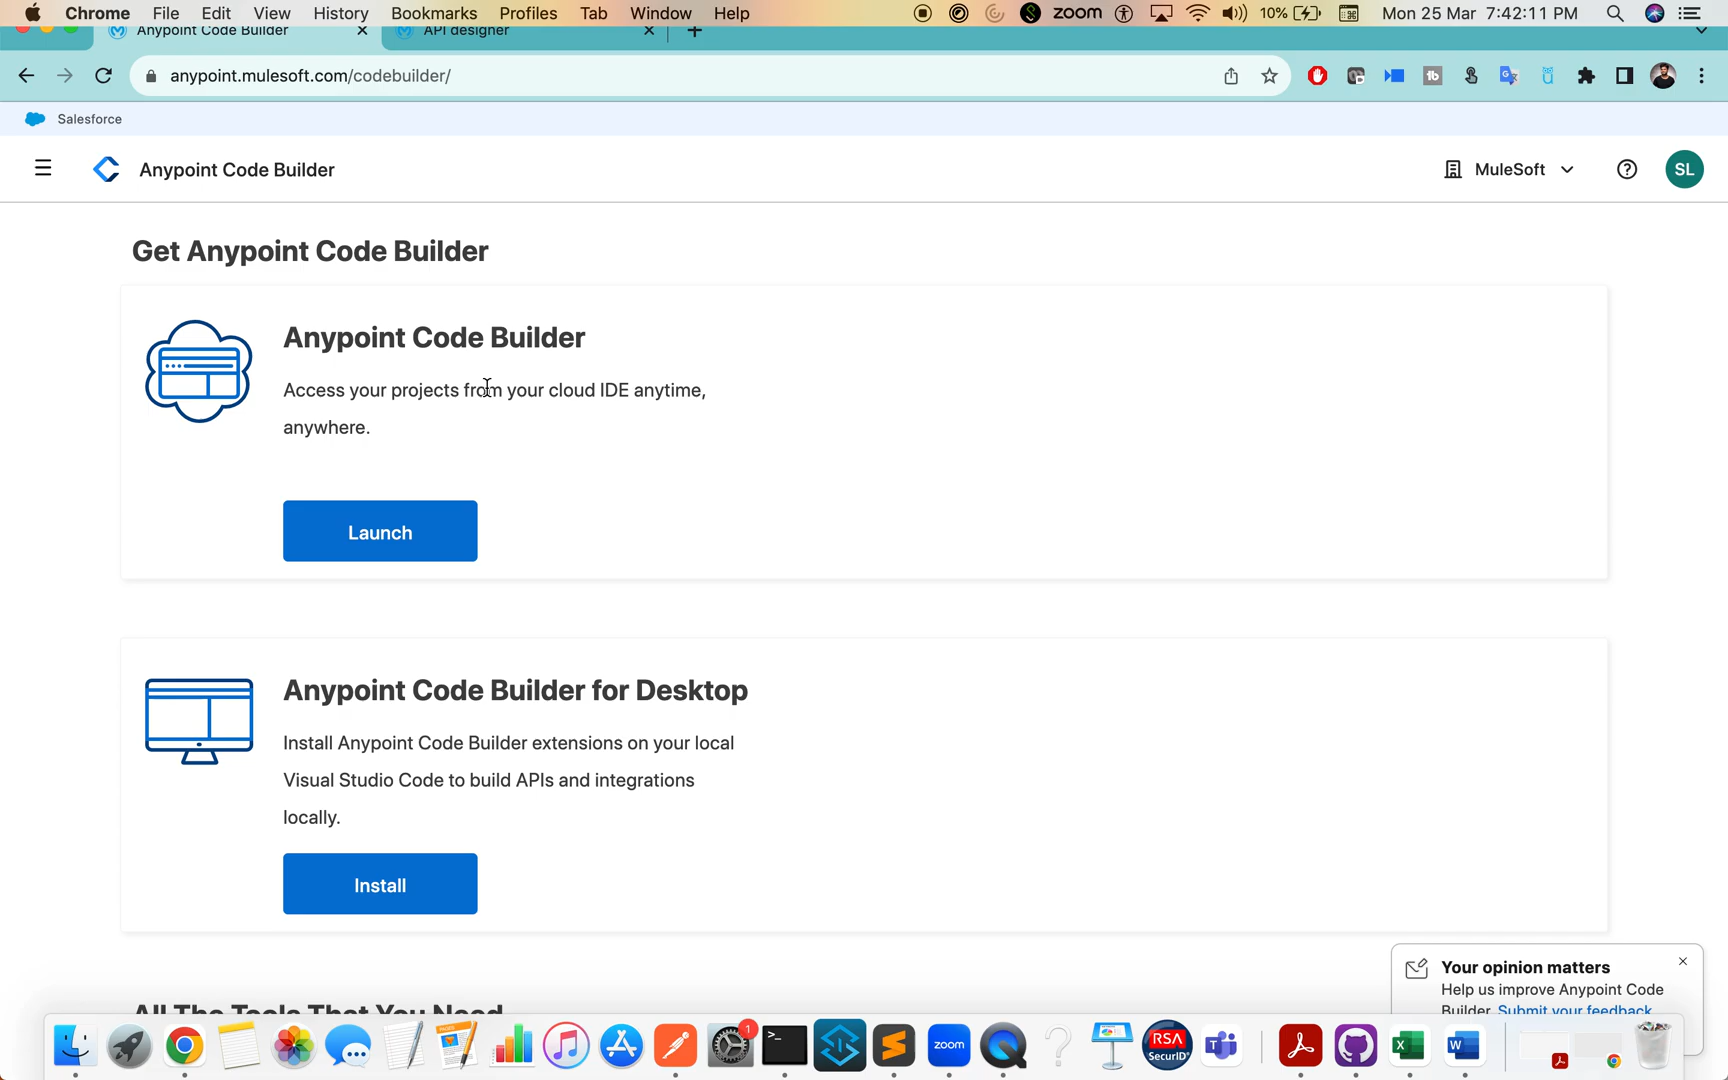 Chrome File Edit View History Bookmarks Profiles Tab Window Help zoom 10% Mon 25 Mar 7:42:11 PM
Anypoint Code Builder API designer
anypoint.mulesoft.com/codebuilder/
Salesforce
Anypoint Code Builder MuleSoft SL
Get Anypoint Code Builder
Anypoint Code Builder
Access your projects from your cloud IDE anytime,
anywhere.
Launch
Anypoint Code Builder for Desktop
Install Anypoint Code Builder extensions on your local
Visual Studio Code to build APIs and integrations
locally.
Install
Your opinion matters
Help us improve Anypoint Code
Builder. Submit your feedback
All The Tools That You Need
1
zoom
RSA
SecurID